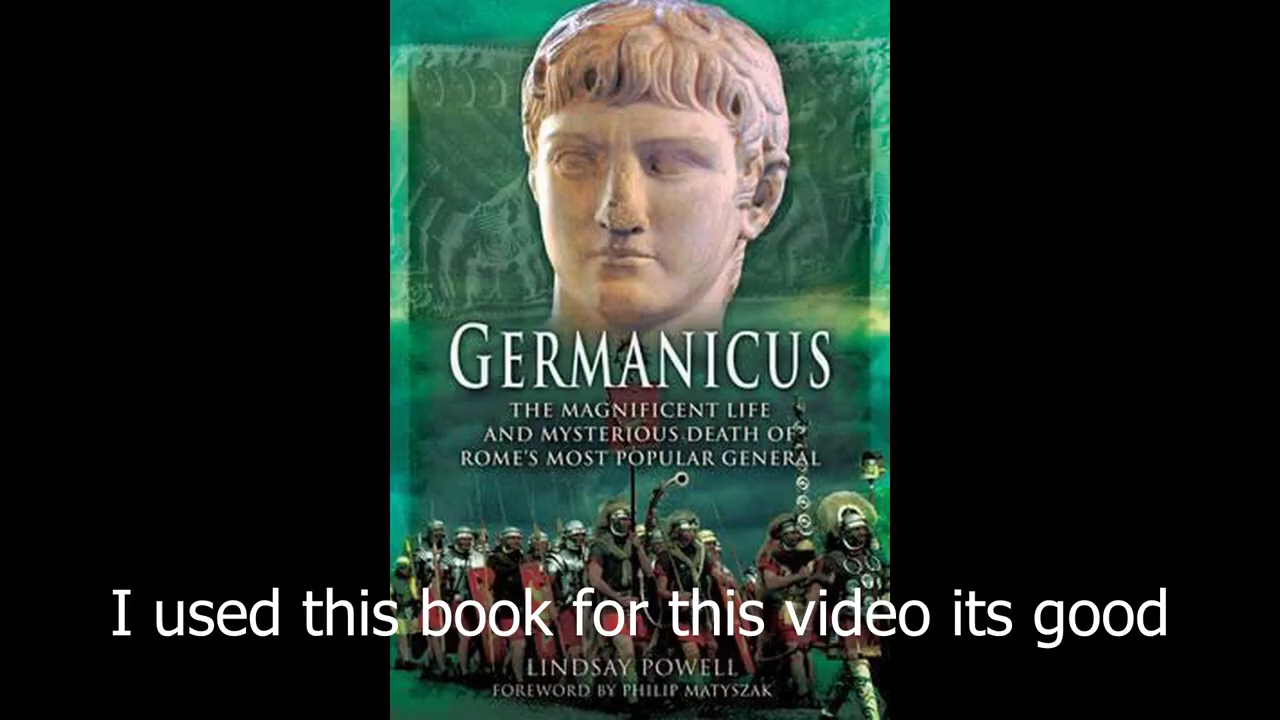 GERMANICUS
THE MAGNIFICENT LIFE
AND MYSTERIOUS DEATH OF
ROME'S MOST POPULAR GENERAL
I used this book for this video its good
LINDSAY POWELL
FOREWORD BY PHILIP MATYSZAK